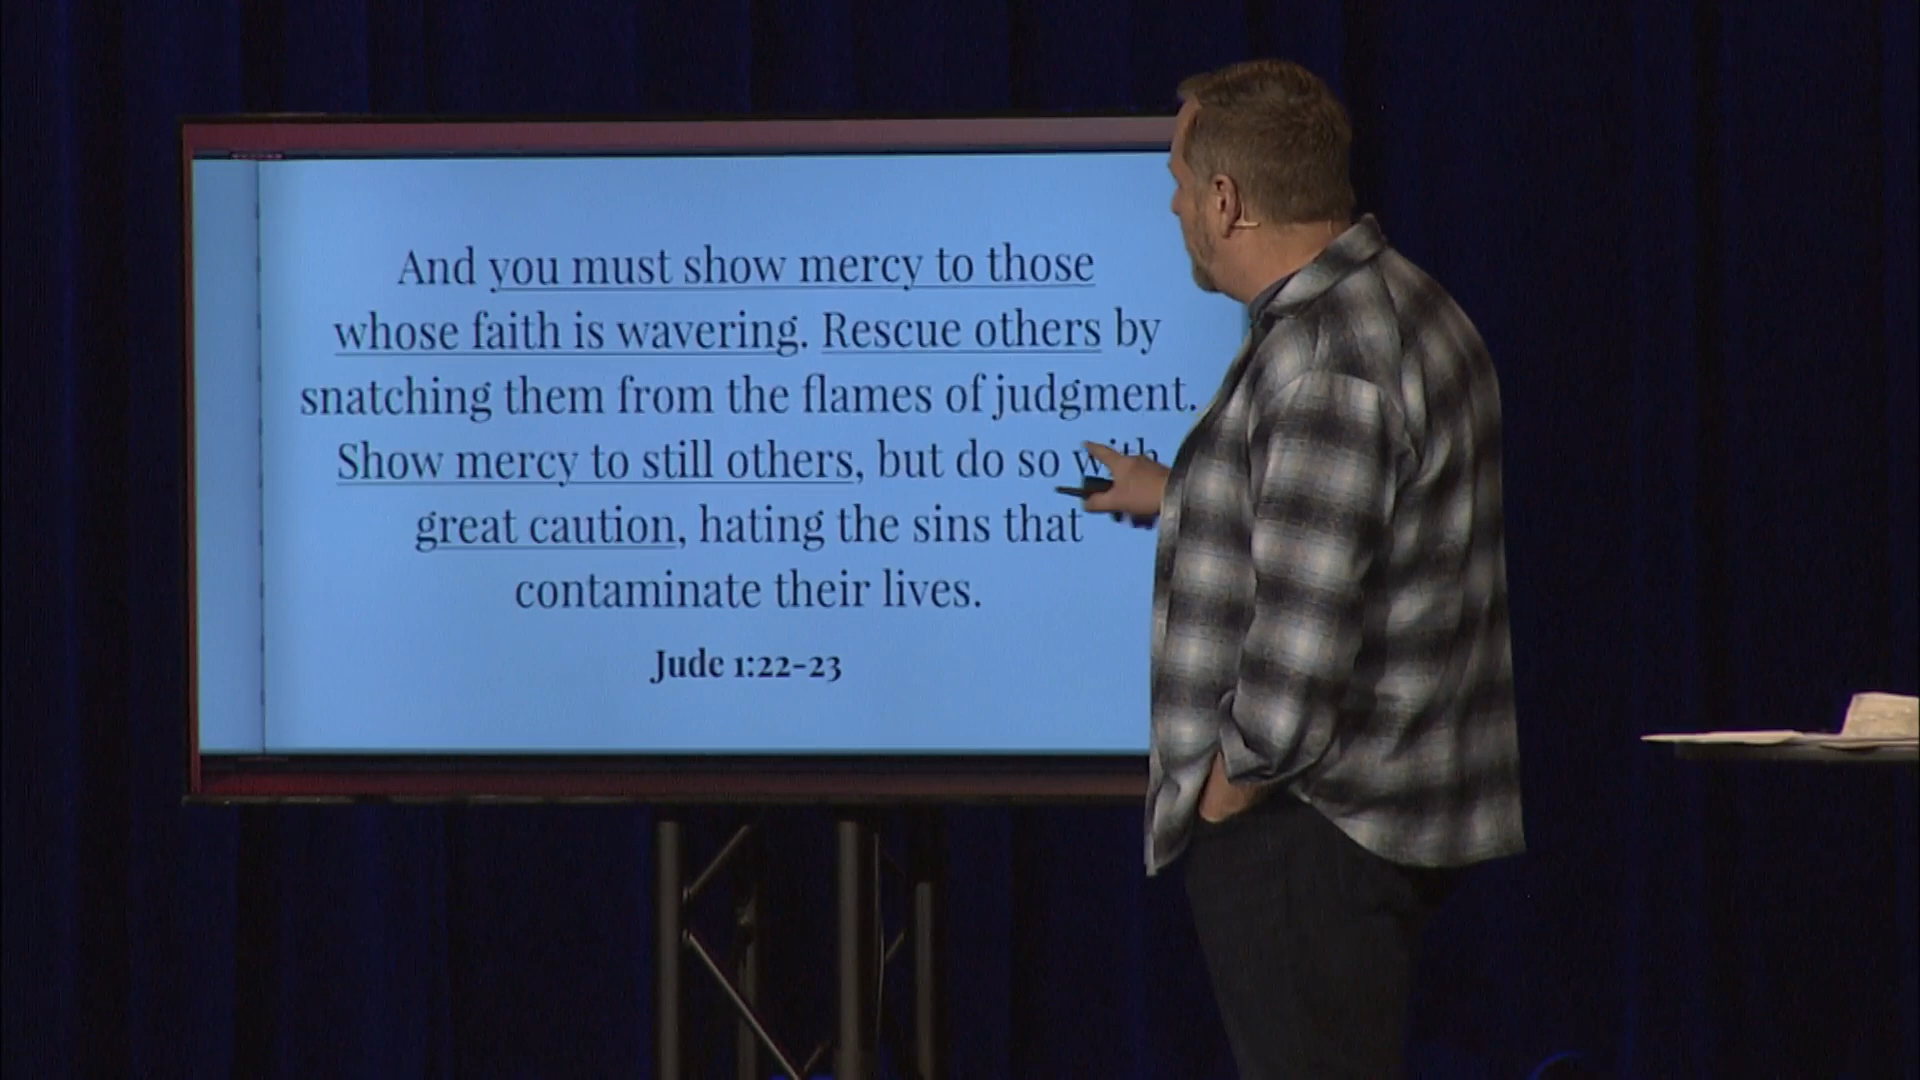 And you must show mercy to those
whose faith is wavering. Rescue others by
snatching them from the flames of judgment.
Show mercy to still others, but do so with
great caution, hating the sins that
contaminate their lives.
Jude 1:22-23